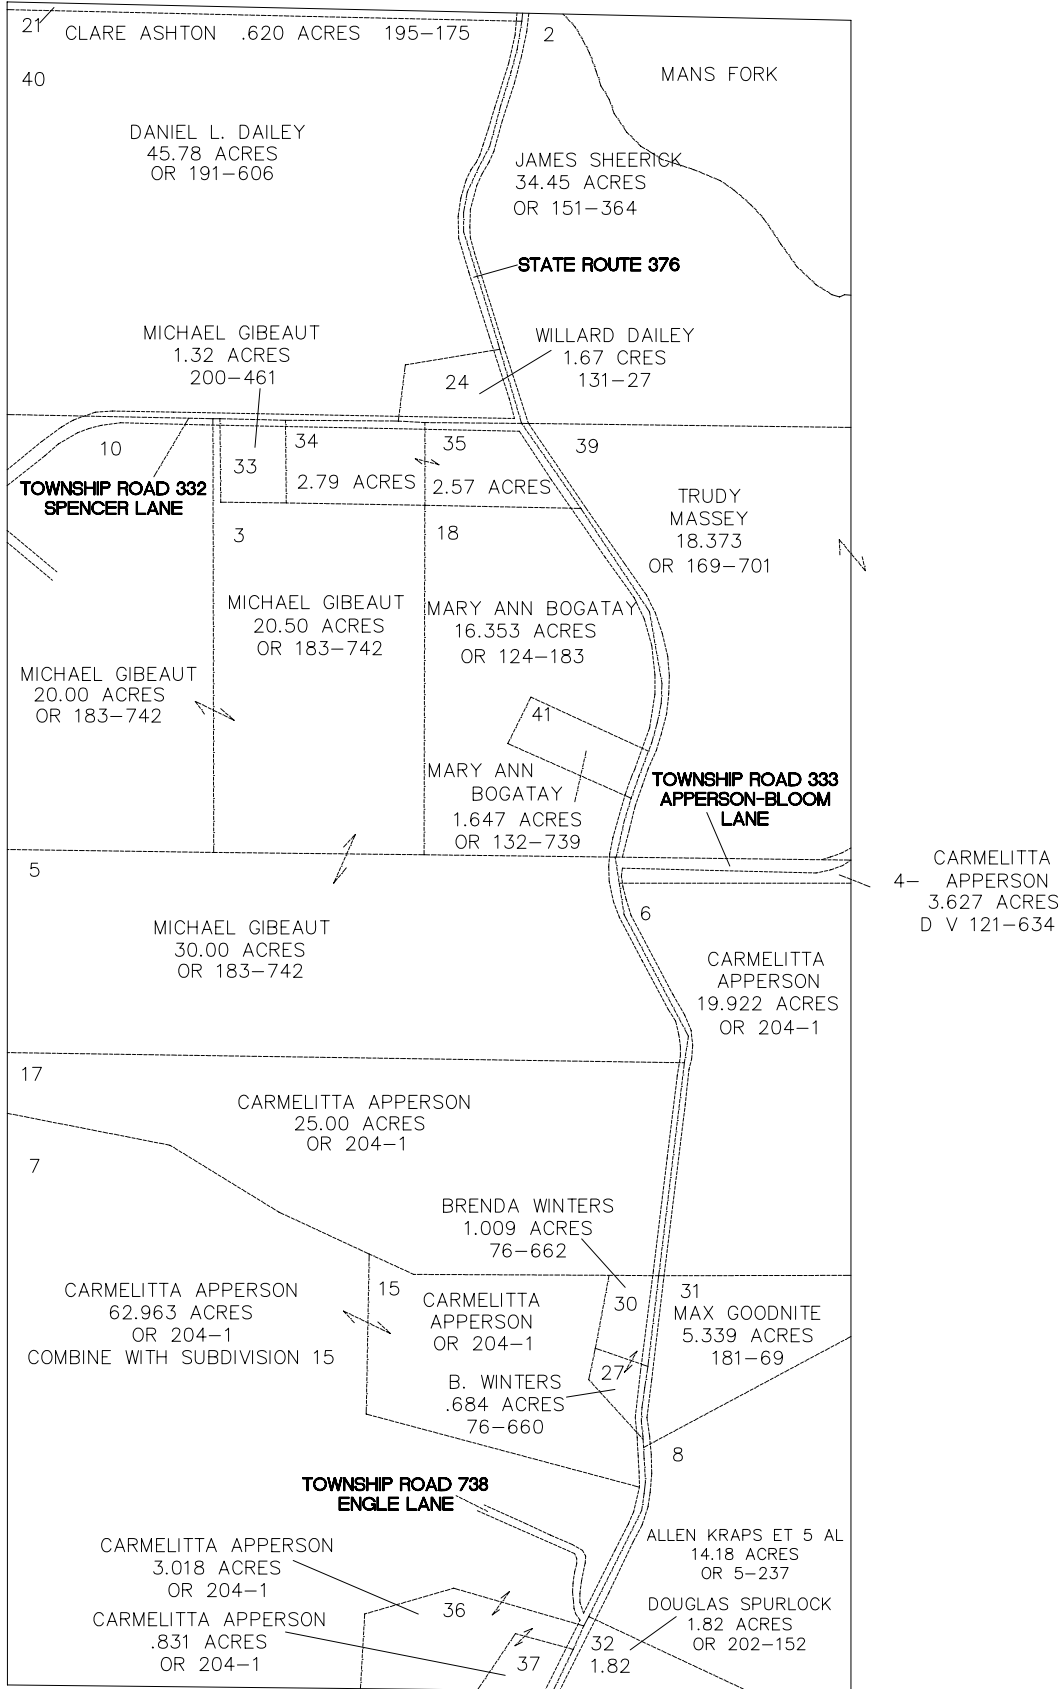 21 CLARE ASHTON .620 ACRES 195-175
2
40
MANS FORK
DANIEL L. DAILEY
45.78 ACRES
OR 191-606
JAMES SHEERICK
34.45 ACRES
OR 151-364
STATE ROUTE 376
MICHAEL GIBEAUT
1.32 ACRES
200-461
WILLARD DAILEY
1.67 CRES
131-27
24
10
33
34
2.79 ACRES
35
2.57 ACRES
39
TOWNSHIP ROAD 332
SPENCER LANE
TRUDY
MASSEY
18.373
OR 169-701
3
18
MICHAEL GIBEAUT
20.50 ACRES
OR 183-742
MARY ANN BOGATAY
16.353 ACRES
OR 124-183
MICHAEL GIBEAUT
20.00 ACRES
OR 183-742
41
MARY ANN
BOGATAY
1.647 ACRES
OR 132-739
TOWNSHIP ROAD 333
APPERSON-BLOOM
LANE
5
4-
CARMELITTA
APPERSON
3.627 ACRES
D V 121-634
6
MICHAEL GIBEAUT
30.00 ACRES
OR 183-742
CARMELITTA
APPERSON
19.922 ACRES
OR 204-1
17
CARMELITTA APPERSON
25.00 ACRES
OR 204-1
7
BRENDA WINTERS
1.009 ACRES
76-662
CARMELITTA APPERSON
62.963 ACRES
OR 204-1
COMBINE WITH SUBDIVISION 15
15
CARMELITTA
APPERSON
OR 204-1
30
31
MAX GOODNITE
5.339 ACRES
181-69
27
B. WINTERS
.684 ACRES
76-660
8
TOWNSHIP ROAD 738
ENGLE LANE
ALLEN KRAPS ET 5 AL
14.18 ACRES
OR 5-237
CARMELITTA APPERSON
3.018 ACRES
OR 204-1
36
DOUGLAS SPURLOCK
1.82 ACRES
OR 202-152
CARMELITTA APPERSON
.831 ACRES
OR 204-1
37
32
1.82